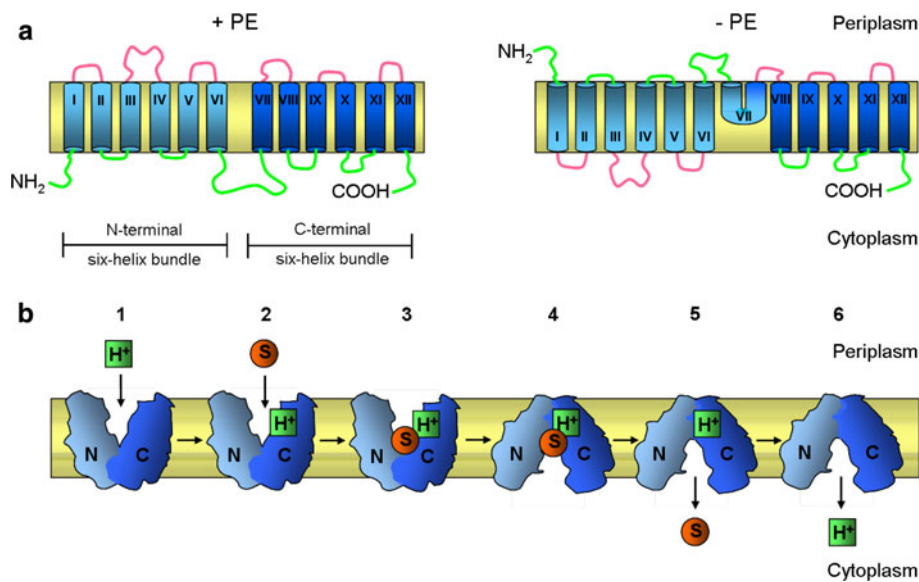 a
+ PE
- PE
Periplasm
NH2
I II III IV V VI VII VIII IX X XI XII
NH2
COOH
I II III IV V VI VII VIII IX X XI XII
COOH
N-terminal
six-helix bundle
C-terminal
six-helix bundle
Cytoplasm
b
1 2 3 4 5 6
H+ S
Periplasm
N C
N C H+
N C S H+
N C S H+
N C H+
N C
S H+
Cytoplasm